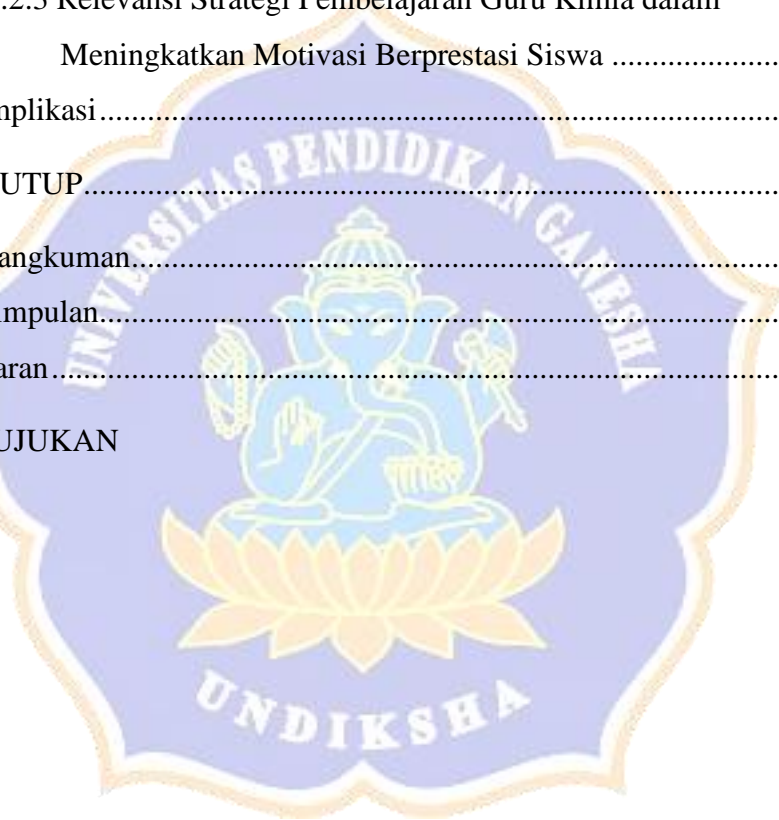 .2.3 Relevansi Strategi Pembelajaran Guru Kimia dalam
Meningkatkan Motivasi Berprestasi Siswa ....................
mplikasi....................................................................................
UTUP......................................................................................
angkuman.................................................................................
impulan.....................................................................................
aran...........................................................................................
UJUKAN
UNIVERSITAS PENDIDIKAN GANESHA
UNDIKSHA